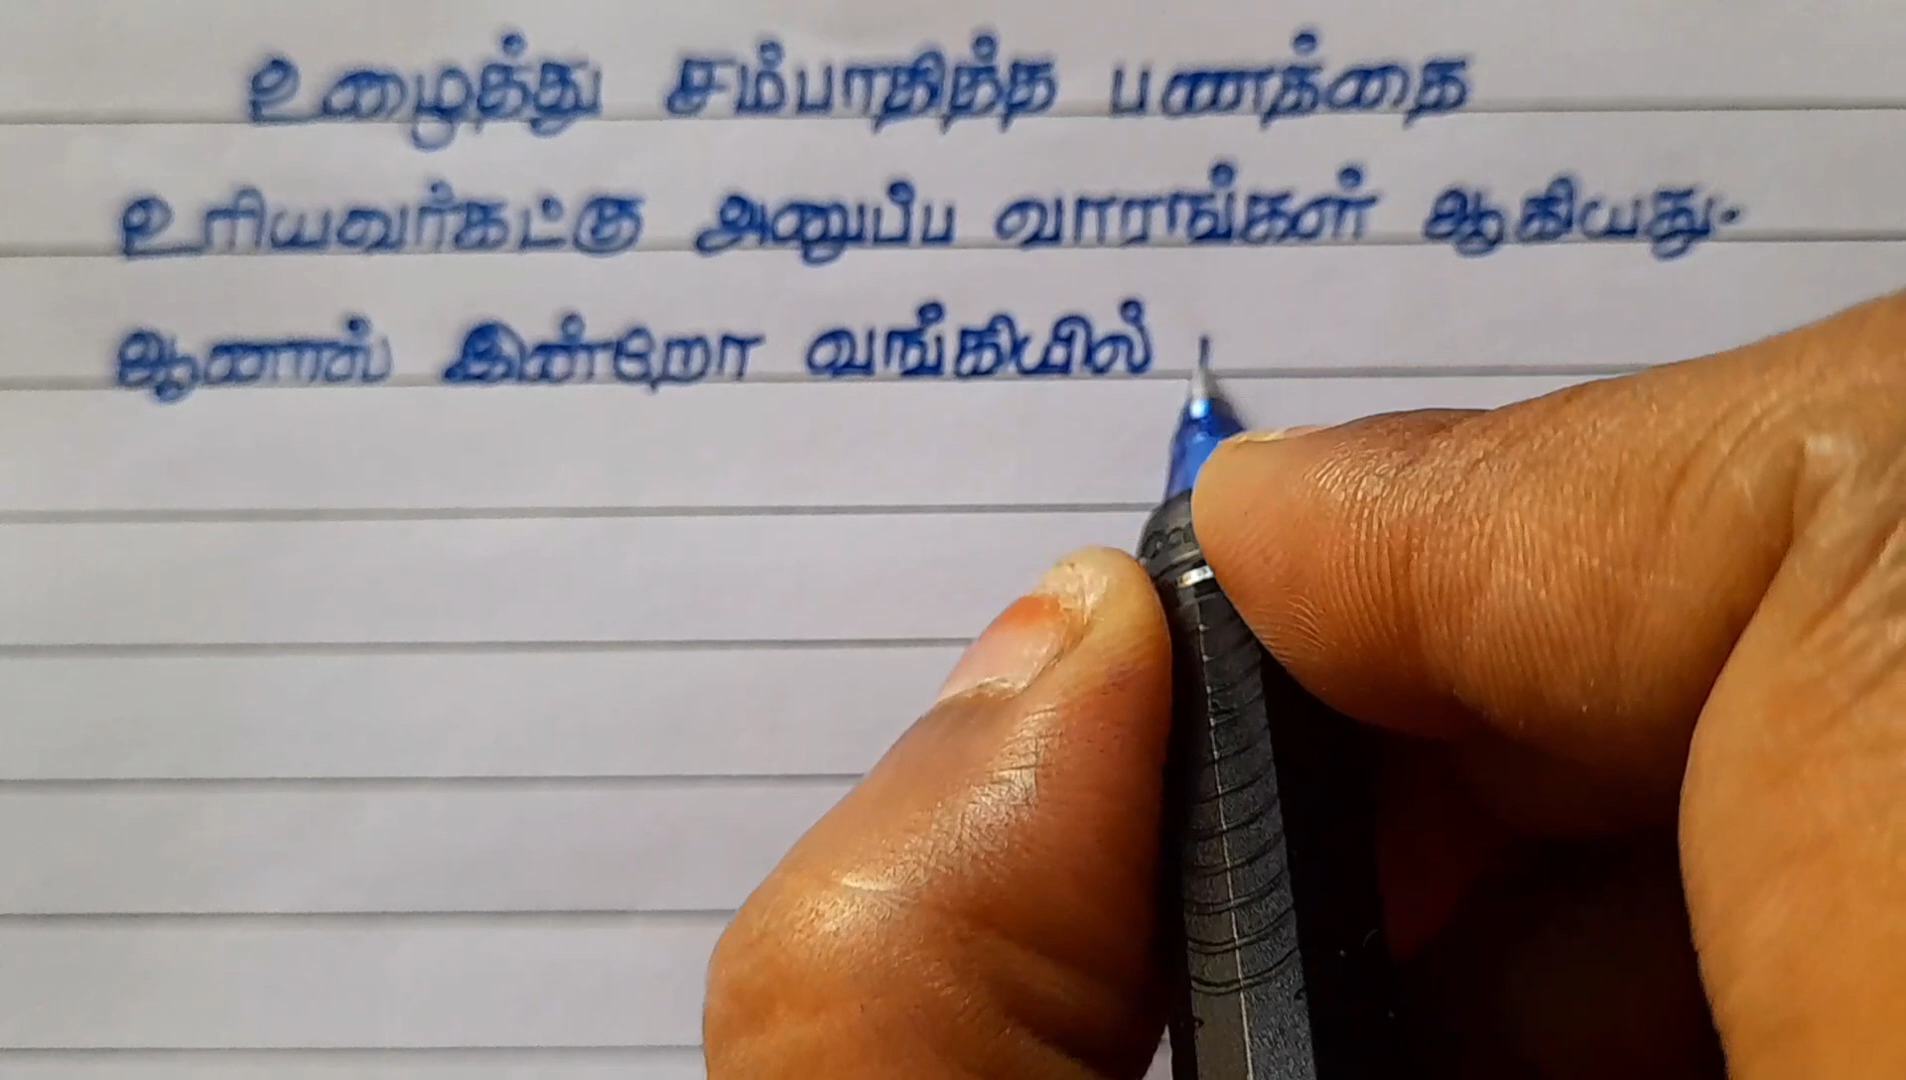 உழைத்து சம்பாதித்த பணத்தை
உரியவர்கட்கு அனுப்ப வாரங்கள் ஆகியது.
ஆனால் இன்றோ வங்கியில்